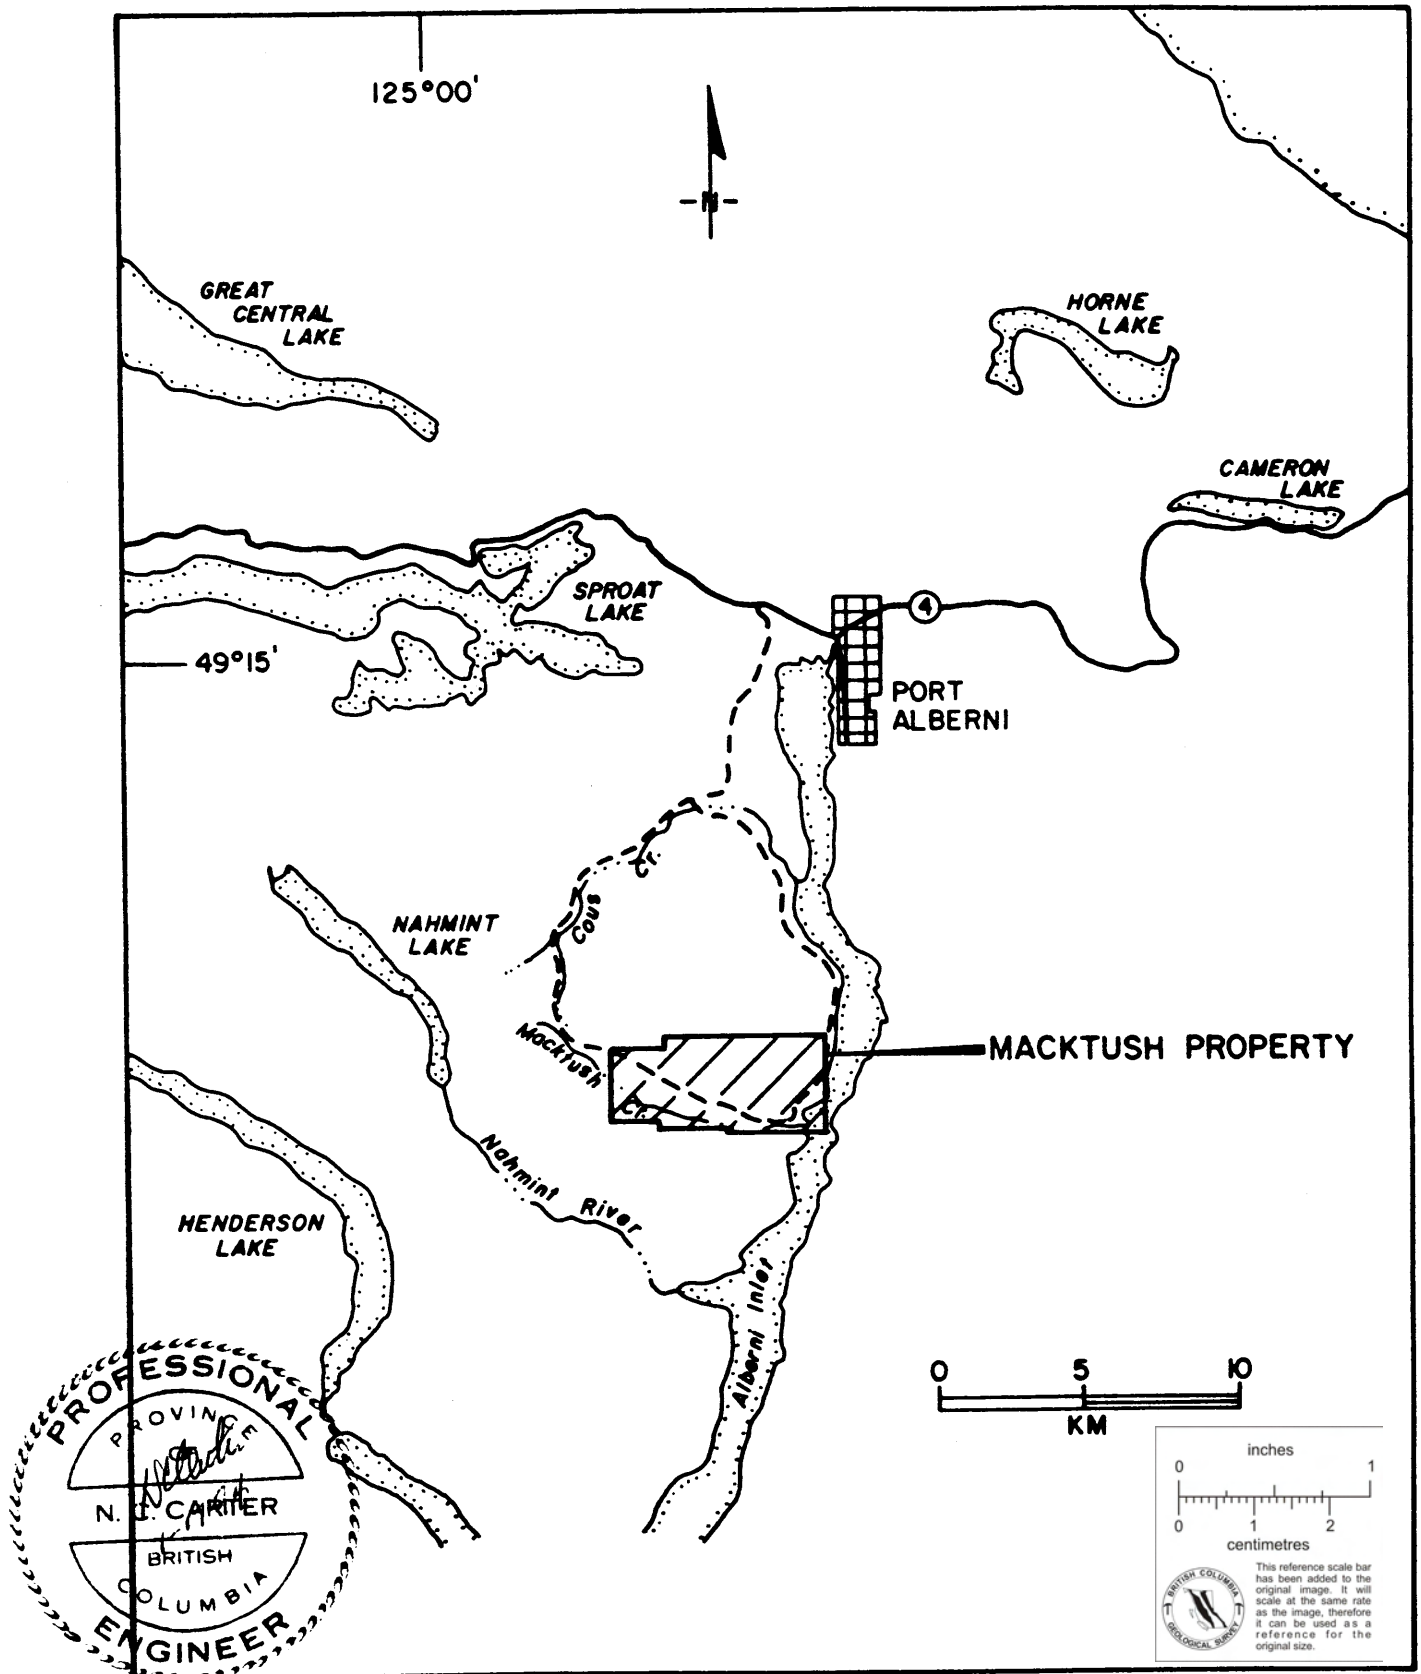 125°00'
-N-
GREAT
CENTRAL
LAKE
HORNE
LAKE
CAMERON
LAKE
SPROAT
LAKE
4
49°15'
PORT
ALBERNI
Cr.
Cous
NAHMINT
LAKE
Macktush
Cr.
MACKTUSH PROPERTY
Nahmint River
HENDERSON
LAKE
Alberni Inlet
0 5 10
KM
PROFESSIONAL
PROVINCE
N. C. CARTER
BRITISH
COLUMBIA
ENGINEER
inches
0 1
0 1 2
centimetres
BRITISH COLUMBIA
GEOLOGICAL SURVEY
This reference scale bar
has been added to the
original image. It will
scale at the same rate
as the image, therefore
it can be used as a
reference for the
original size.